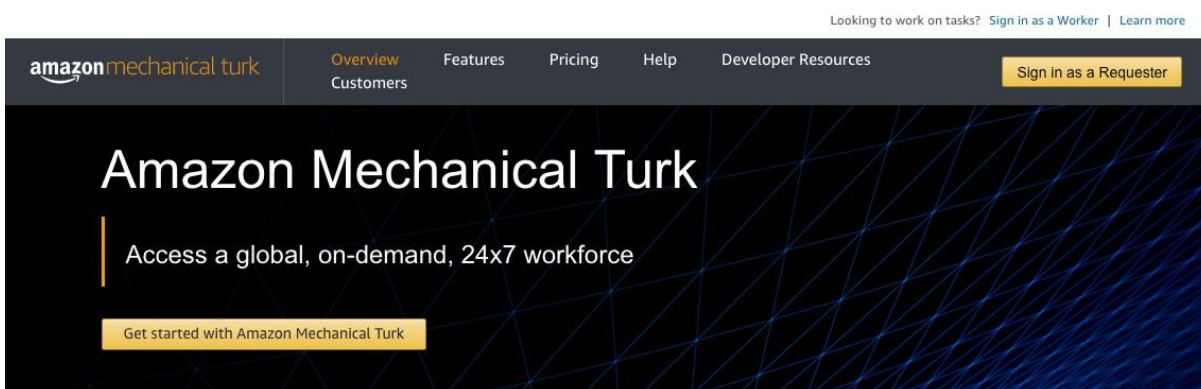 Looking to work on tasks? Sign in as a Worker | Learn more
amazon mechanical turk
Overview Features Pricing Help Developer Resources
Customers
Sign in as a Requester
Amazon Mechanical Turk
Access a global, on-demand, 24x7 workforce
Get started with Amazon Mechanical Turk